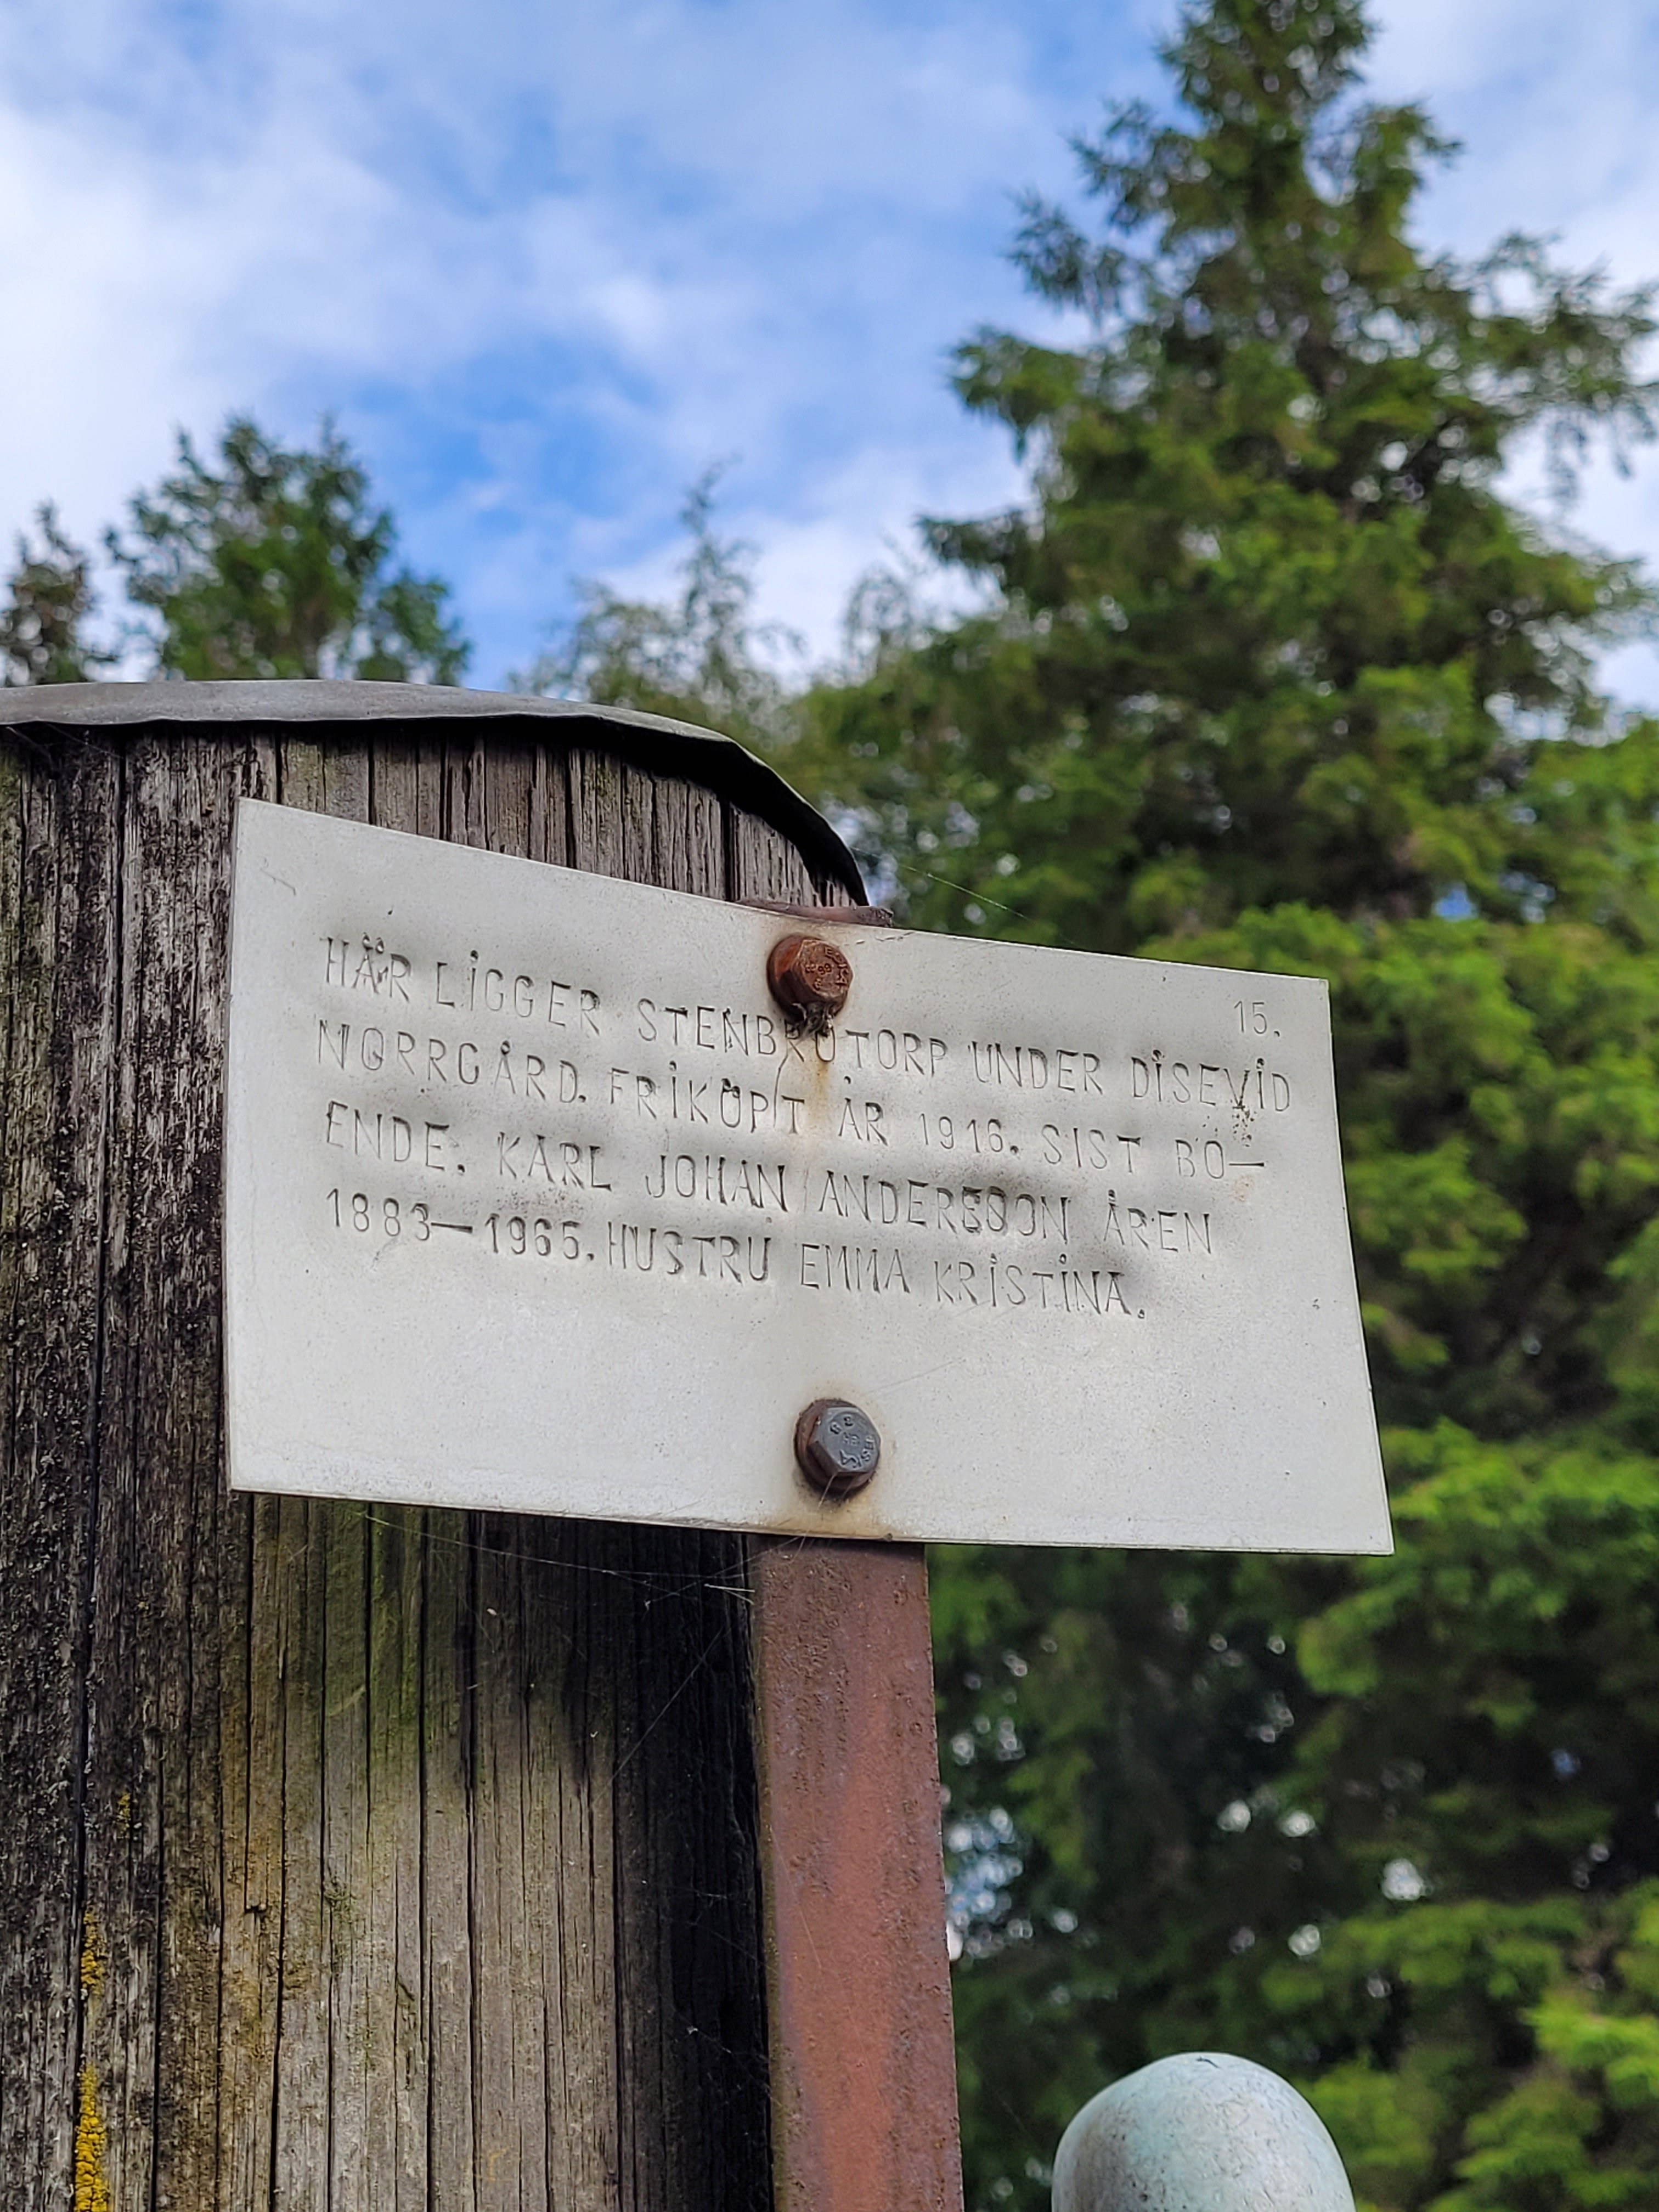 15.
HÄR LIGGER STENBROTORP UNDER DISEVID
NORRGÅRD. FRIKÖPT ÅR 1916. SIST BO-
ENDE. KARL JOHAN ANDERSSON ÅREN
1883-1965. HUSTRU EMMA KRISTINA.